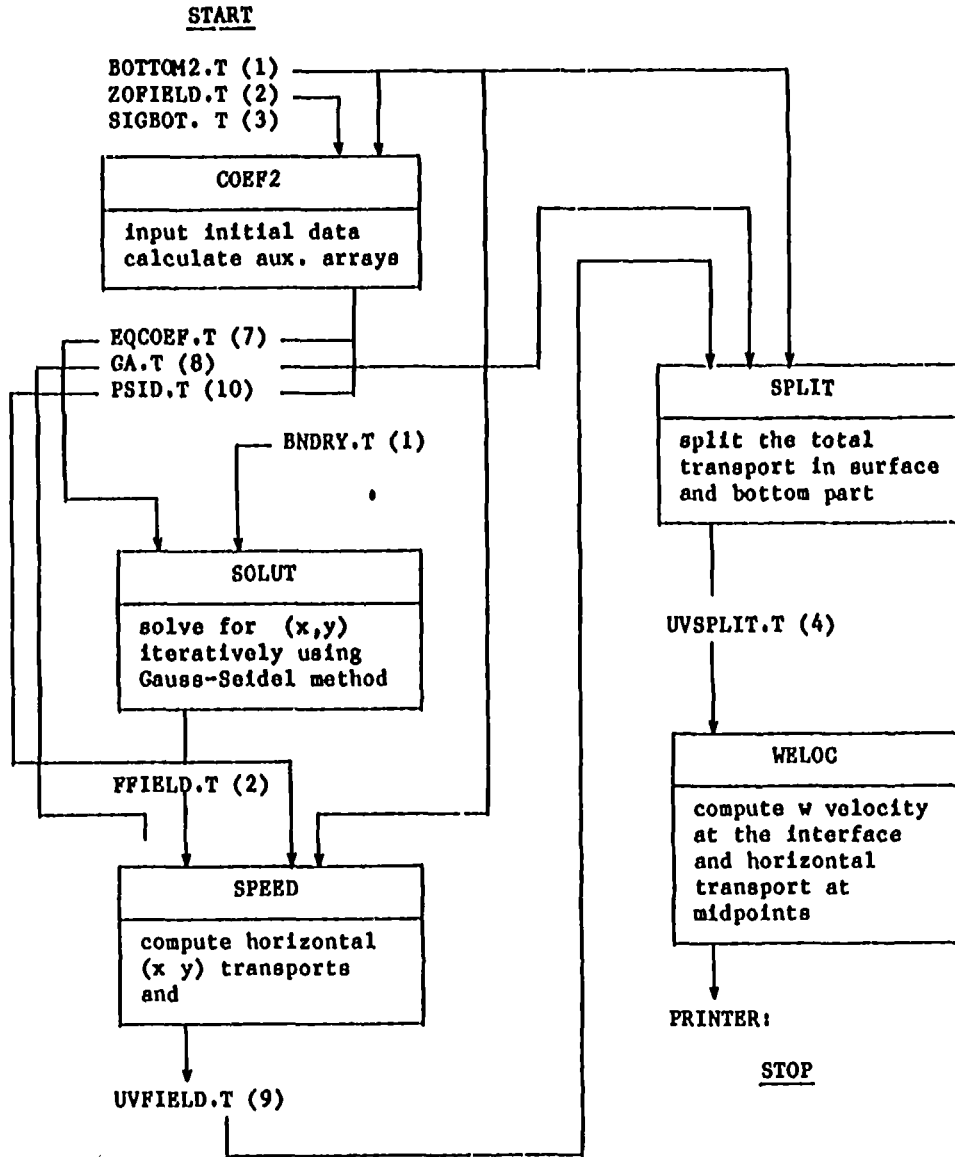 START
BOTTOM2.T (1)
ZOFIELD.T (2)
SIGBOT. T (3)
COEF2
input initial data
calculate aux. arrays
EQCOEF.T (7)
GA.T (8)
PSID.T (10)
BNDRY.T (1)
SOLUT
solve for (x,y)
iteratively using
Gauss-Seidel method
FFIELD.T (2)
SPEED
compute horizontal
(x y) transports
and
UVFIELD.T (9)
SPLIT
split the total
transport in surface
and bottom part
UVSPLIT.T (4)
WELOC
compute w velocity
at the interface
and horizontal
transport at
midpoints
PRINTER:
STOP